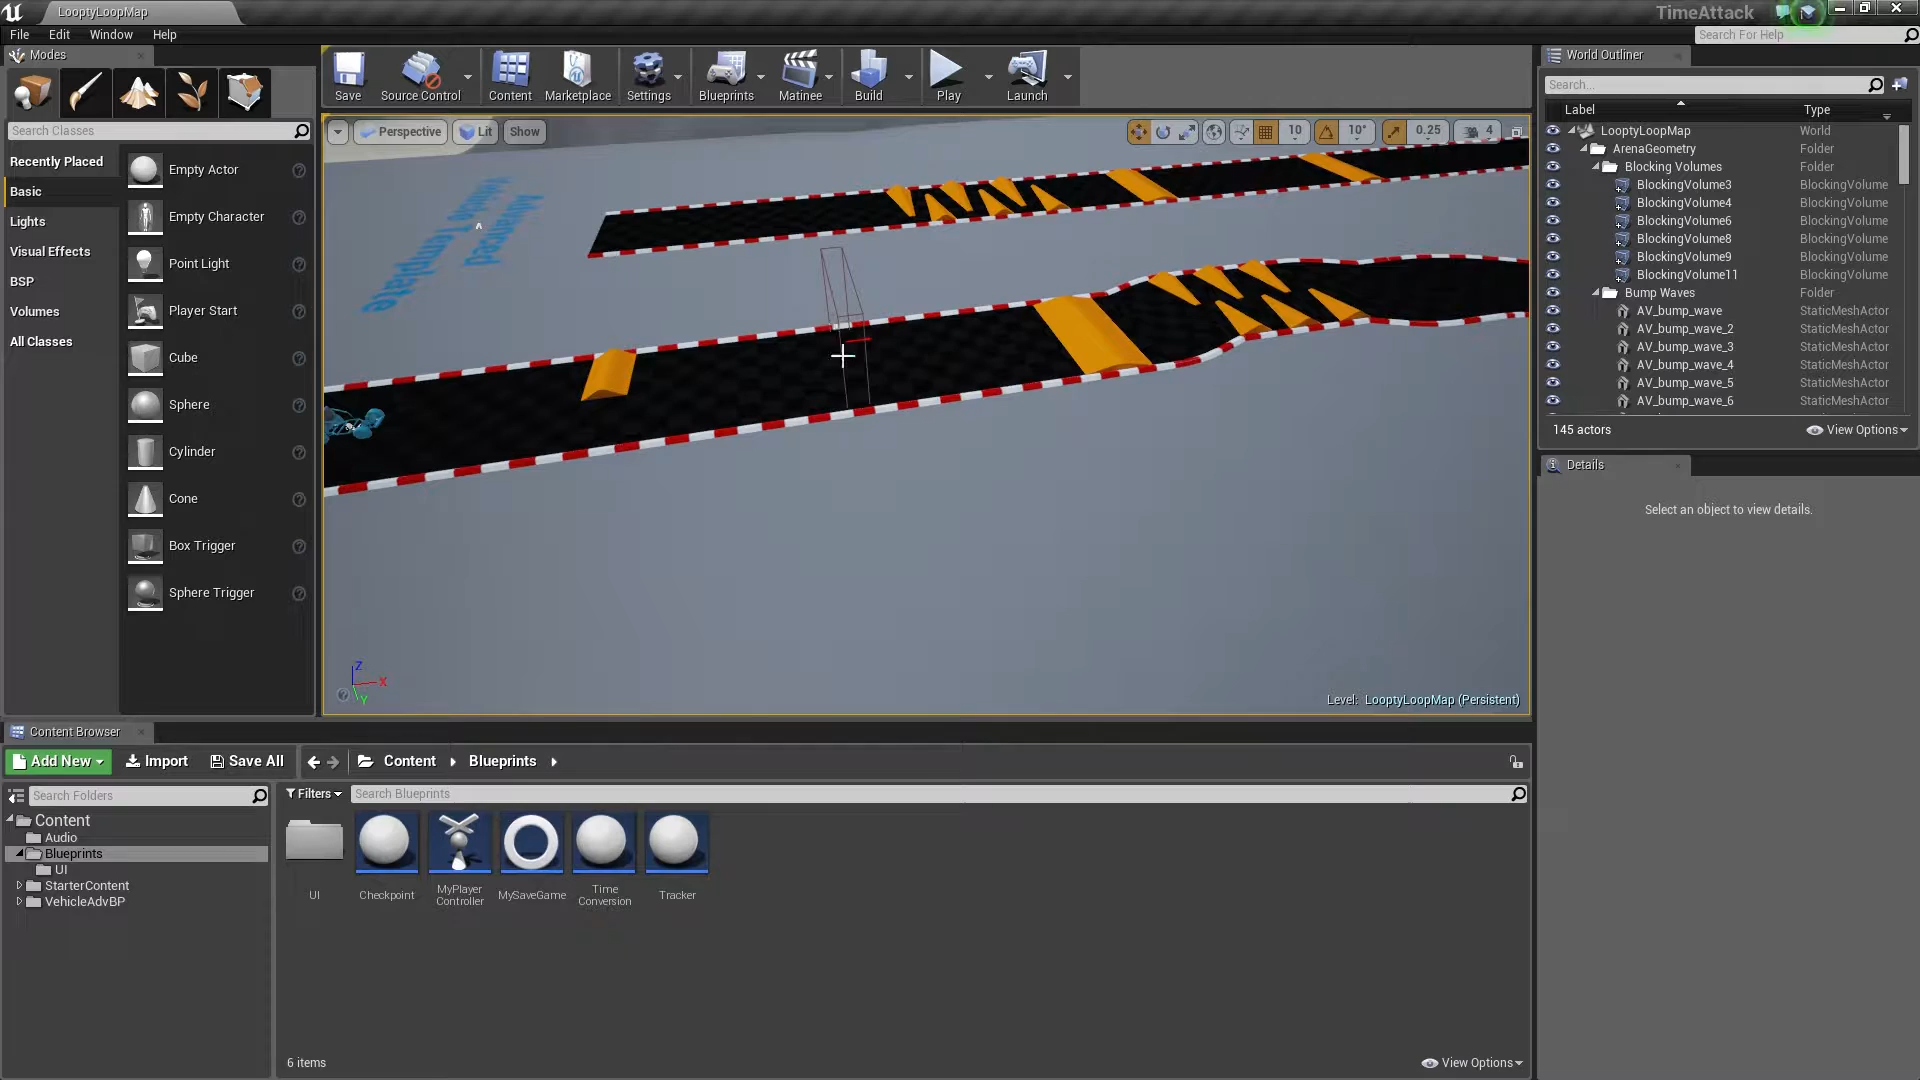 LooptyLoopMap
TimeAttack
File
Edit
Window
Help
Search For Help
Modes
Save
Source Control
Content
Marketplace
Settings
Blueprints
Matinee
Build
Play
Launch
World Outliner
Search...
Label
Type
Search Classes
Recently Placed
Basic
Lights
Visual Effects
BSP
Volumes
All Classes
Empty Actor
Empty Character
Point Light
Player Start
Cube
Sphere
Cylinder
Cone
Box Trigger
Sphere Trigger
Perspective
Lit
Show
10
10°
0.25
4
Advanced
Template
Z
X
Y
Level: LooptyLoopMap (Persistent)
LooptyLoopMap World
ArenaGeometry Folder
Blocking Volumes Folder
BlockingVolume3 BlockingVolume
BlockingVolume4 BlockingVolume
BlockingVolume6 BlockingVolume
BlockingVolume8 BlockingVolume
BlockingVolume9 BlockingVolume
BlockingVolume11 BlockingVolume
Bump Waves Folder
AV_bump_wave StaticMeshActor
AV_bump_wave_2 StaticMeshActor
AV_bump_wave_3 StaticMeshActor
AV_bump_wave_4 StaticMeshActor
AV_bump_wave_5 StaticMeshActor
AV_bump_wave_6 StaticMeshActor
145 actors
View Options
Details
Select an object to view details.
Content Browser
Add New
Import
Save All
Content
Blueprints
Search Folders
Filters
Search Blueprints
Content
Audio
Blueprints
UI
StarterContent
VehicleAdvBP
UI
Checkpoint
MyPlayer
Controller
MySaveGame
Time
Conversion
Tracker
6 items
View Options